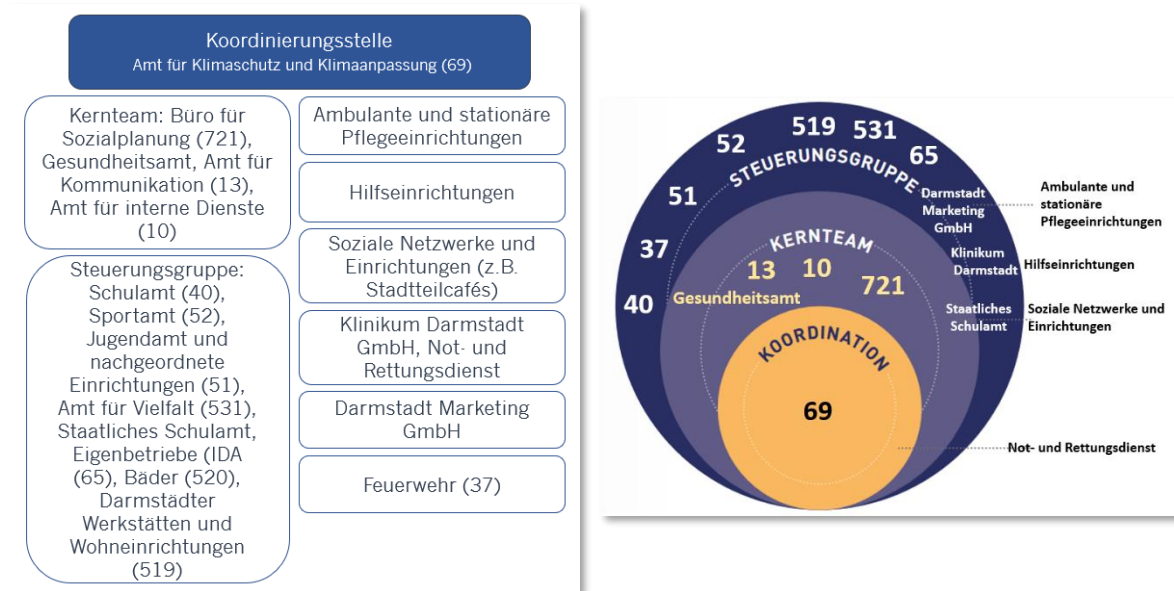 Koordinierungsstelle
Amt für Klimaschutz und Klimaanpassung (69)
Kernteam: Büro für
Sozialplanung (721),
Gesundheitsamt, Amt für
Kommunikation (13),
Amt für interne Dienste
(10)
Steuerungsgruppe:
Schulamt (40),
Sportamt (52),
Jugendamt und
nachgeordnete
Einrichtungen (51),
Amt für Vielfalt (531),
Staatliches Schulamt,
Eigenbetriebe (IDA
(65), Bäder (520),
Darmstädter
Werkstätten und
Wohneinrichtungen
(519)
Ambulante und stationäre
Pflegeeinrichtungen
Hilfseinrichtungen
Soziale Netzwerke und
Einrichtungen (z.B.
Stadtteilcafés)
Klinikum Darmstadt
GmbH, Not- und
Rettungsdienst
Darmstadt Marketing
GmbH
Feuerwehr (37)
STEUERUNGSGRUPPE
40
37
51
52
519
531
65
Darmstadt
Marketing
GmbH
Klinikum
Darmstadt
Staatliches
Schulamt
KERNTEAM
Gesundheitsamt
13
10
721
KOORDINATION
69
Ambulante und
stationäre
Pflegeeinrichtungen
Hilfseinrichtungen
Soziale Netzwerke und
Einrichtungen
Not- und Rettungsdienst